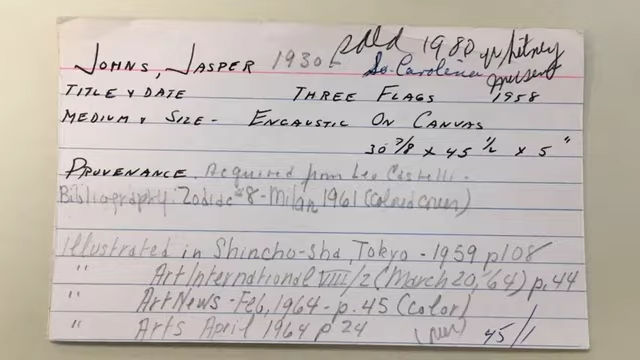 Johns, Jasper 1930- sold 1980 Whitney
So. Carolina Museum
Title & Date Three Flags 1958
Medium & Size - Encaustic On Canvas
30 7/8 x 45 1/2 x 5"
Provenance. Acquired from Leo Castelli -
Bibliography: Zodiac #8 - Milan 1961 (colored cover)
Illustrated in Shincho-sha, Tokyo - 1959 p108
" Art International VIII/2 (March 20, '64) p. 44
" Art News - Feb, 1964 - p. 45 (color)
" Arts April 1964 p 24
45/1